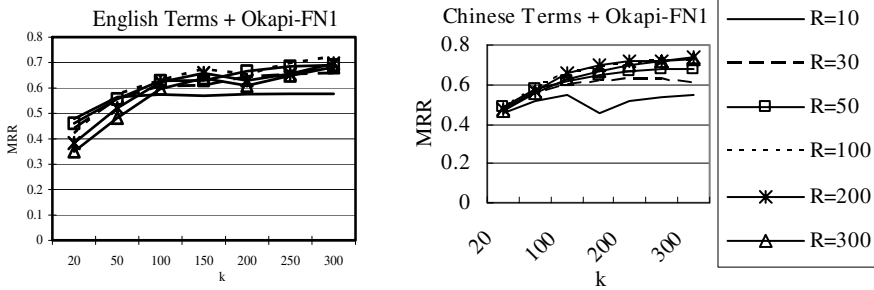 English Terms + Okapi-FN1
MRR
0.8
0.7
0.6
0.5
0.4
0.3
0.2
0.1
0
20 50 100 150 200 250 300
k
Chinese Terms + Okapi-FN1
MRR
0.8
0.6
0.4
0.2
0
20 100 200 300
k
R=10
R=30
R=50
R=100
R=200
R=300